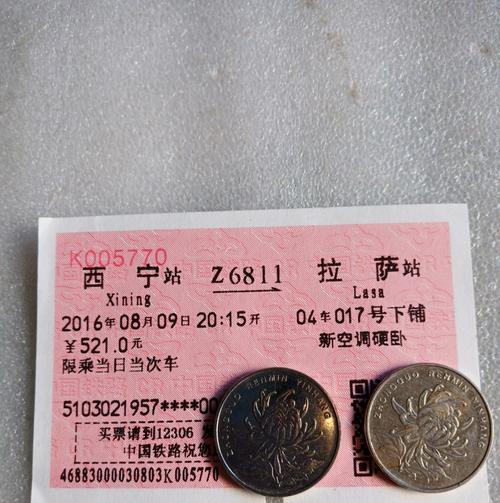 K005770
西 宁站 Z6811 拉 萨站
Xining Lasa
2016年08月09日 20:15开 04车017号下铺
￥521.0元 新空调硬卧
限乘当日当次车
5103021957****00
买票请到12306 发
中国铁路祝您
46883000030803K005770
ZHONGGUO RENMIN YINHANG
ZHONGGUO RENMIN YINHANG